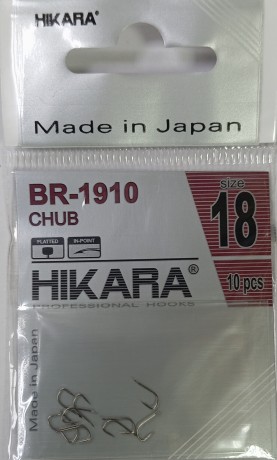 HIKARA®
Made in Japan
BR-1910
CHUB
size
18
PLATTED
IN-POINT
10 pcs
HIKARA®
PROFESSIONAL HOOKS
Made in Japan